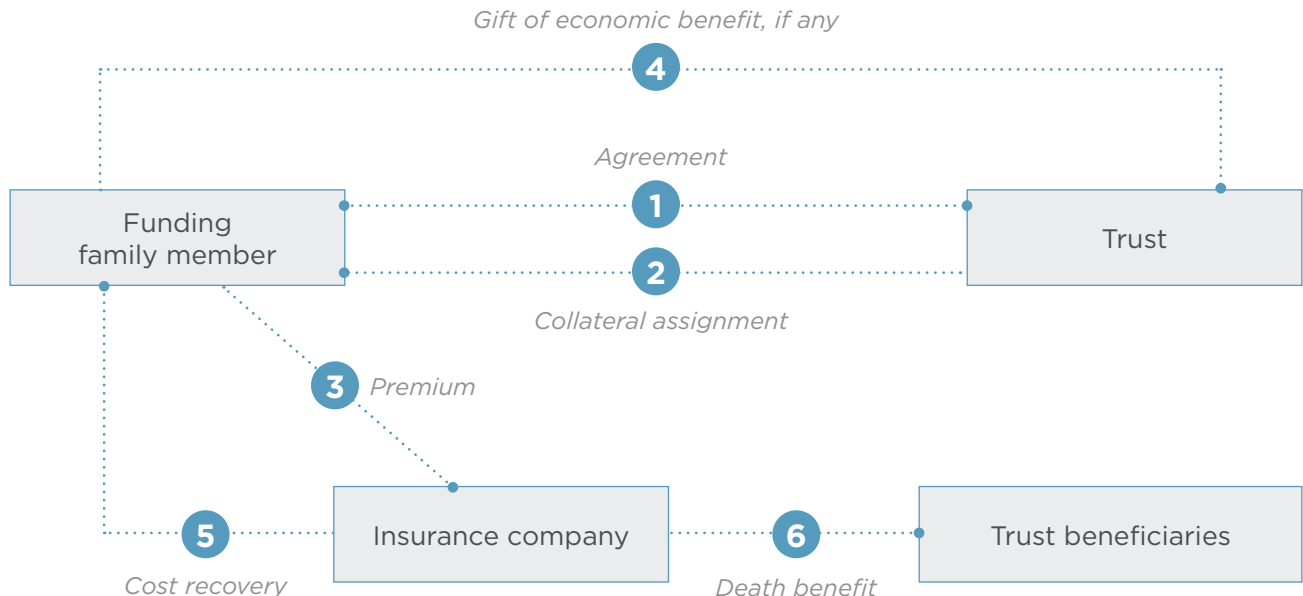 Gift of economic benefit, if any
4
Agreement
1
Funding
family member
Trust
2
Collateral assignment
3
Premium
Insurance company
Trust beneficiaries
5
6
Cost recovery
Death benefit